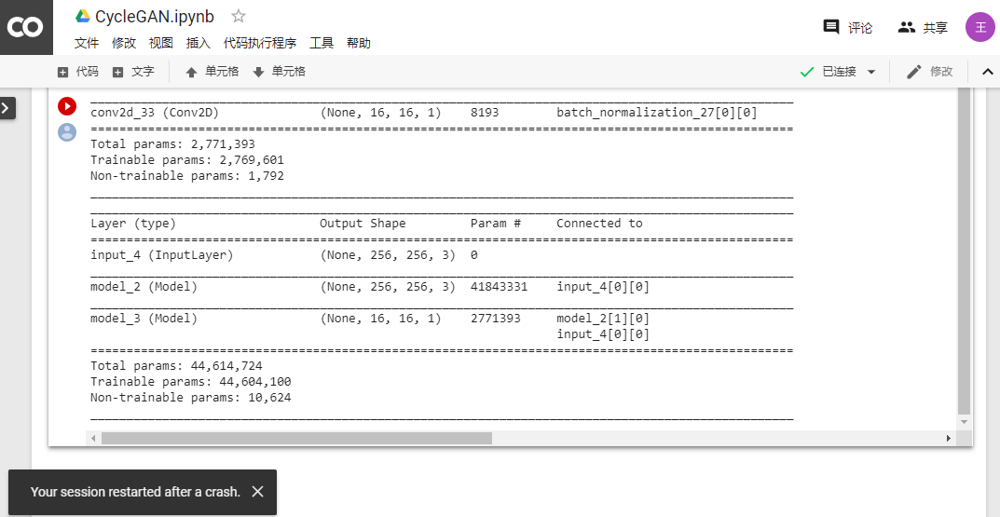 CO CycleGAN.ipynb
文件 修改 视图 插入 代码执行程序 工具 帮助
评论 共享 王
代码 文字 单元格 单元格 已连接 修改
conv2d_33 (Conv2D) (None, 16, 16, 1) 8193 batch_normalization_27[0][0]
==================================================================================================
Total params: 2,771,393
Trainable params: 2,769,601
Non-trainable params: 1,792
__________________________________________________________________________________________________
__________________________________________________________________________________________________
Layer (type) Output Shape Param # Connected to
==================================================================================================
input_4 (InputLayer) (None, 256, 256, 3) 0
__________________________________________________________________________________________________
model_2 (Model) (None, 256, 256, 3) 41843331 input_4[0][0]
__________________________________________________________________________________________________
model_3 (Model) (None, 16, 16, 1) 2771393 model_2[1][0]
input_4[0][0]
==================================================================================================
Total params: 44,614,724
Trainable params: 44,604,100
Non-trainable params: 10,624
__________________________________________________________________________________________________
Your session restarted after a crash.